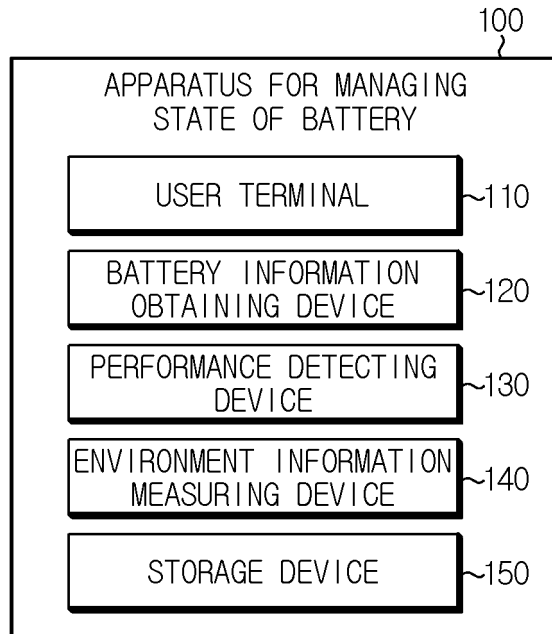 100
APPARATUS FOR MANAGING
STATE OF BATTERY
USER TERMINAL
110
BATTERY INFORMATION
OBTAINING DEVICE
120
PERFORMANCE DETECTING
DEVICE
130
ENVIRONMENT INFORMATION
MEASURING DEVICE
140
STORAGE DEVICE
150